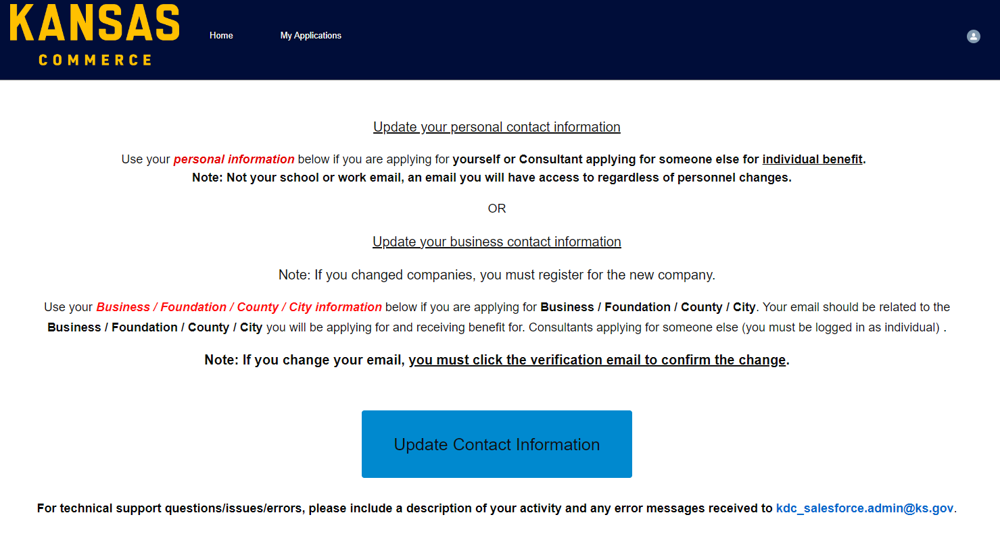 KANSAS
COMMERCE
Home
My Applications
Update your personal contact information
Use your personal information below if you are applying for yourself or Consultant applying for someone else for individual benefit.
Note: Not your school or work email, an email you will have access to regardless of personnel changes.
OR
Update your business contact information
Note: If you changed companies, you must register for the new company.
Use your Business / Foundation / County / City information below if you are applying for Business / Foundation / County / City. Your email should be related to the
Business / Foundation / County / City you will be applying for and receiving benefit for. Consultants applying for someone else (you must be logged in as individual) .
Note: If you change your email, you must click the verification email to confirm the change.
Update Contact Information
For technical support questions/issues/errors, please include a description of your activity and any error messages received to kdc_salesforce.admin@ks.gov.